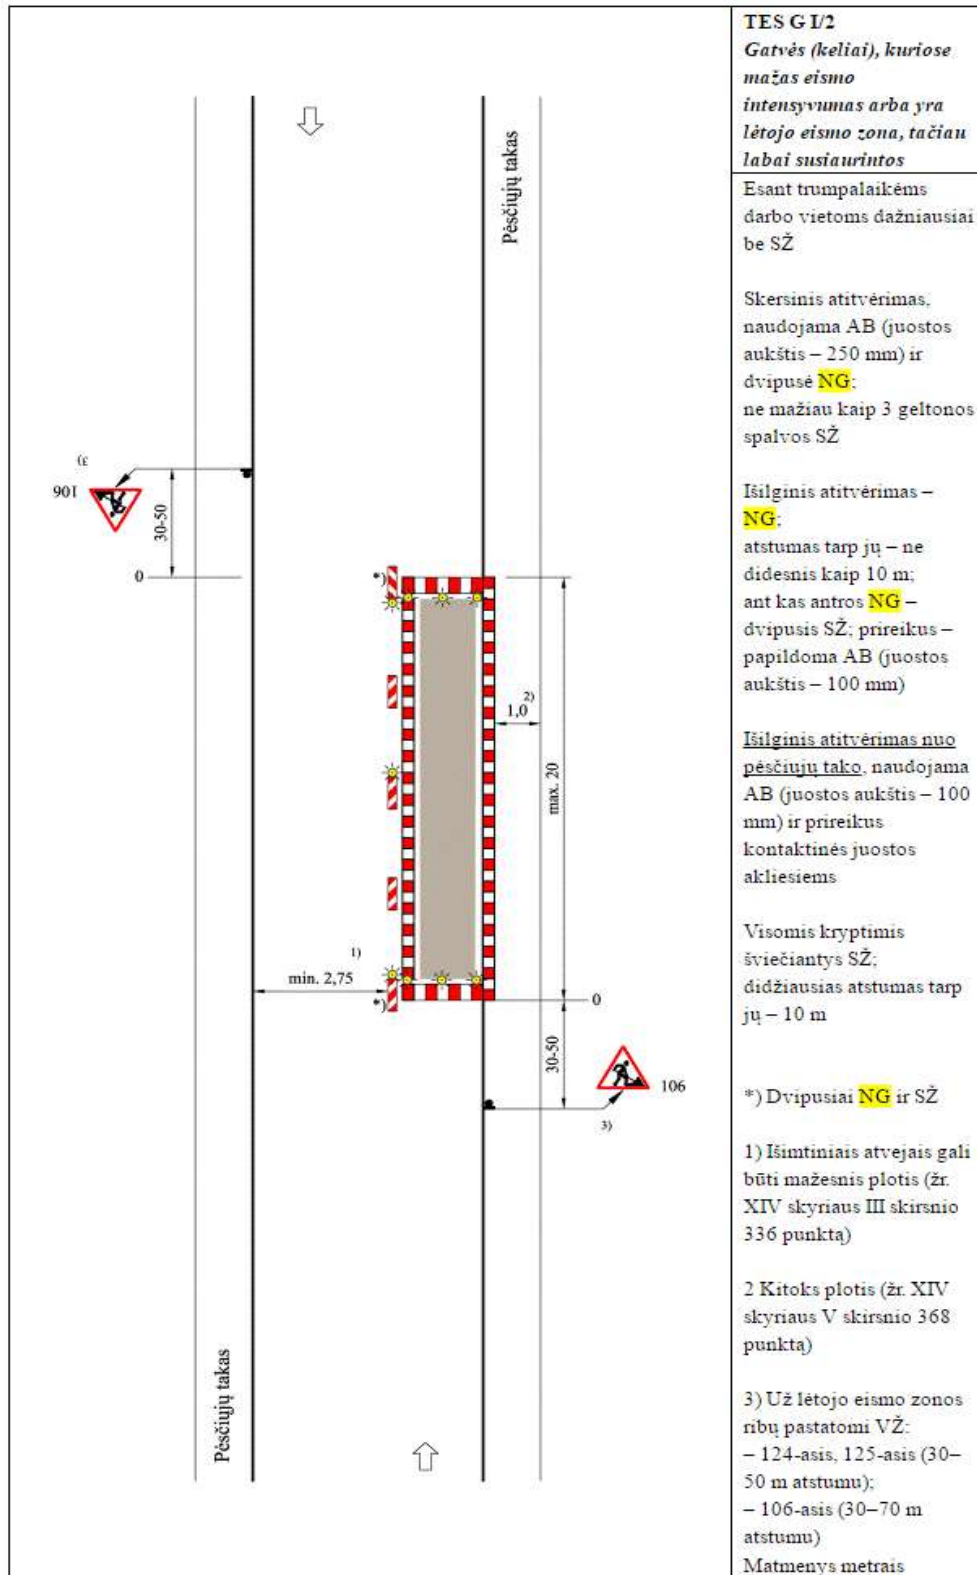 TES G I/2
Gatvės (keliai), kuriose
mažas eismo
intensyvumas arba yra
lėtojo eismo zona, tačiau
labai susiaurintos
Esant trumpalaikėms
darbo vietoms dažniausiai
be SŽ
Skersinis atitvėrimas,
naudojama AB (juostos
aukštis – 250 mm) ir
dvipusė NG;
ne mažiau kaip 3 geltonos
spalvos SŽ
Išilginis atitvėrimas –
NG;
atstumas tarp jų – ne
didesnis kaip 10 m;
ant kas antros NG –
dvipusis SŽ; prireikus –
papildoma AB (juostos
aukštis – 100 mm)
Išilginis atitvėrimas nuo
pėsčiųjų tako, naudojama
AB (juostos aukštis – 100
mm) ir prireikus
kontaktinės juostos
akliesiems
Visomis kryptimis
šviečiantys SŽ;
didžiausias atstumas tarp
jų – 10 m
*) Dvipusiai NG ir SŽ
1) Išimtiniais atvejais gali
būti mažesnis plotis (žr.
XIV skyriaus III skirsnio
336 punktą)
2 Kitoks plotis (žr. XIV
skyriaus V skirsnio 368
punktą)
3) Už lėtojo eismo zonos
ribų pastatomi VŽ:
– 124-asis, 125-asis (30–
50 m atstumu);
– 106-asis (30–70 m
atstumu)
Matmenys metrais
Pėsčiųjų takas
3)
106
30-50
0
*)
2)
1,0
max. 20
1)
min. 2,75
*)
0
30-50
106
3)
Pėsčiųjų takas